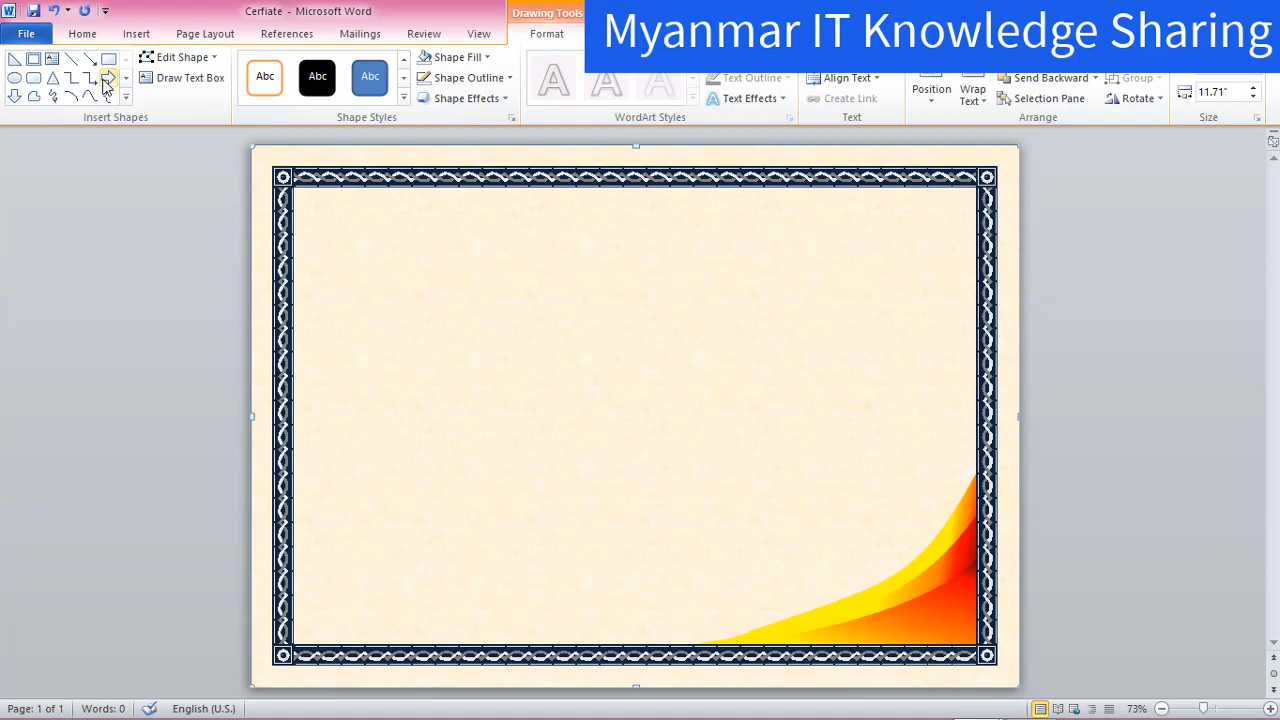 Cerfiate - Microsoft Word
Drawing Tools
Myanmar IT Knowledge Sharing
File Home Insert Page Layout References Mailings Review View Format
Edit Shape
Draw Text Box
Insert Shapes
Abc Abc Abc
Shape Fill
Shape Outline
Shape Effects
Shape Styles
A A A
Text Outline
Text Effects
WordArt Styles
Align Text
Create Link
Text
Position
Wrap
Text
Send Backward
Selection Pane
Group
Rotate
Arrange
11.71"
Size
Page: 1 of 1 Words: 0 English (U.S.) 73%